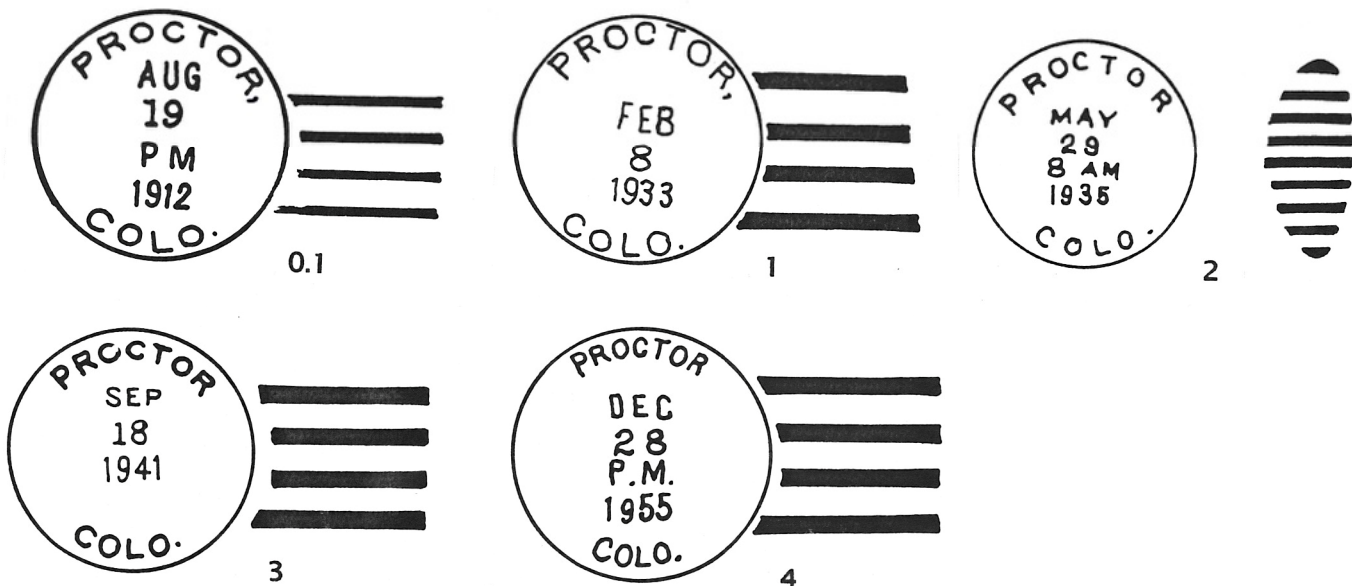 PROCTOR,
AUG
19
PM
1912
COLO.
0.1
PROCTOR,
FEB
8
1933
COLO.
1
PROCTOR
MAY
29
8 AM
1935
COLO.
2
PROCTOR
SEP
18
1941
COLO.
3
PROCTOR
DEC
28
P.M.
1955
COLO.
4